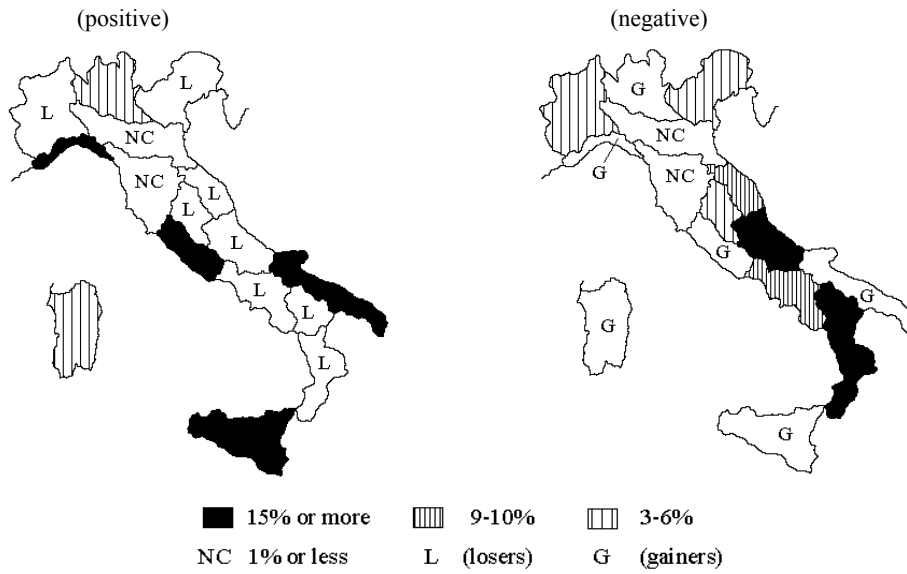 (positive) (negative)
L
L
G
NC
NC
NC
G
NC
L
L
L
G
L
L
G
L
G
G
15% or more 9-10% 3-6%
NC 1% or less L (losers) G (gainers)